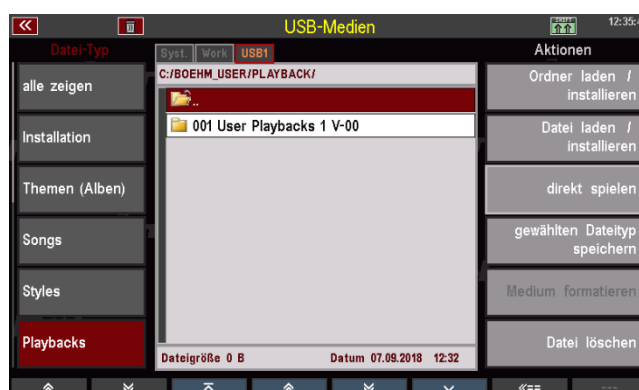 USB-Medien
SHIFT
12:35:
Datei-Typ
Syst. Work USB1
Aktionen
C:/BOEHM_USER/PLAYBACK/
alle zeigen
..
001 User Playbacks 1 V-00
Installation
Themen (Alben)
Songs
Styles
Playbacks
Dateigröße 0 B Datum 07.09.2018 12:32
Ordner laden /
installieren
Datei laden /
installieren
direkt spielen
gewählten Dateityp
speichern
Medium formatieren
Datei löschen